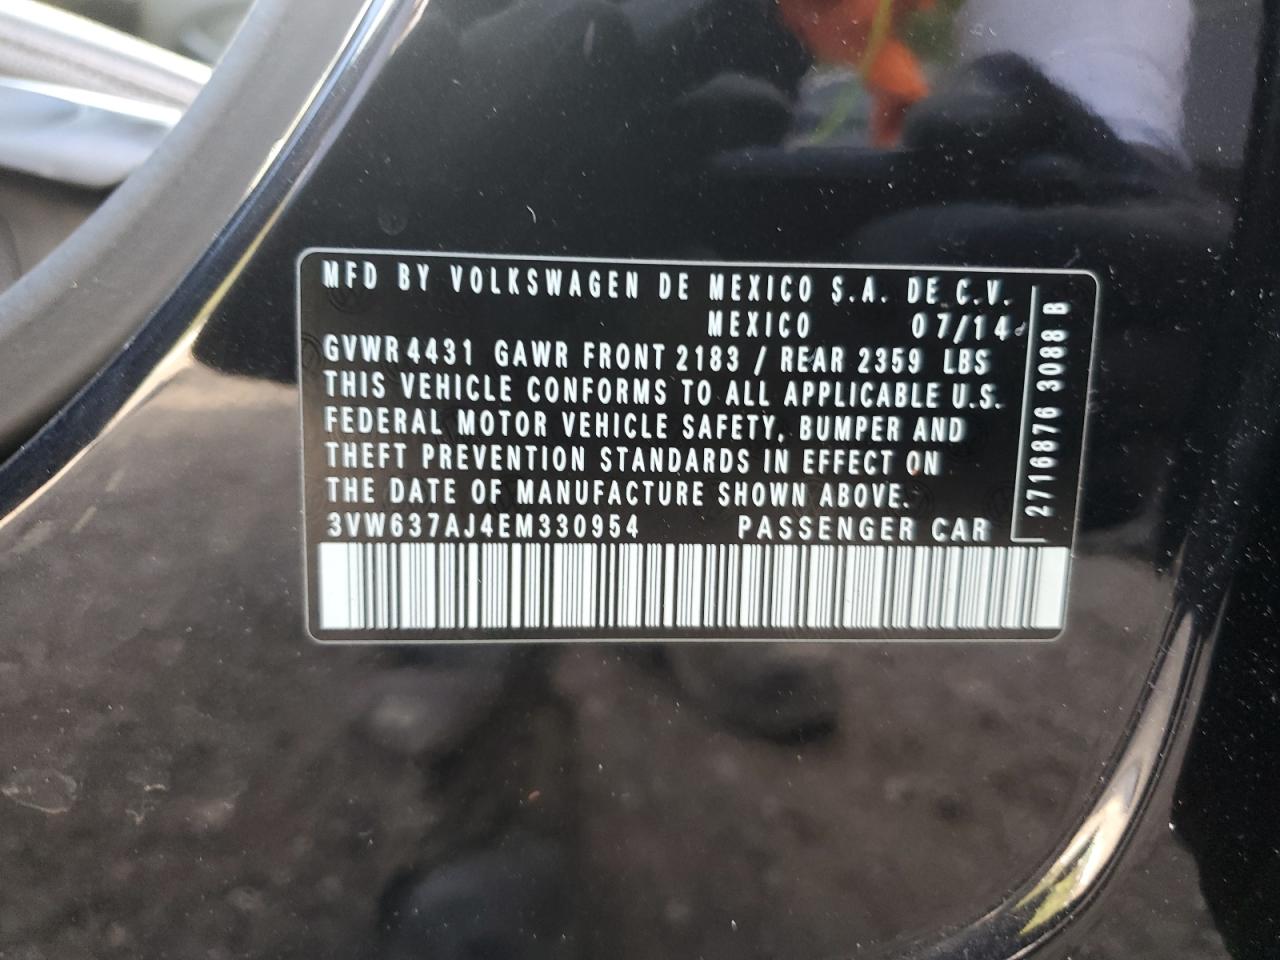 MFD BY VOLKSWAGEN DE MEXICO S.A. DE C.V.
MEXICO 07/14
GVWR 4431 GAWR FRONT 2183 / REAR 2359 LBS
THIS VEHICLE CONFORMS TO ALL APPLICABLE U.S.
FEDERAL MOTOR VEHICLE SAFETY, BUMPER AND
THEFT PREVENTION STANDARDS IN EFFECT ON
THE DATE OF MANUFACTURE SHOWN ABOVE.
3VW637AJ4EM330954 PASSENGER CAR
2716876 3088 B